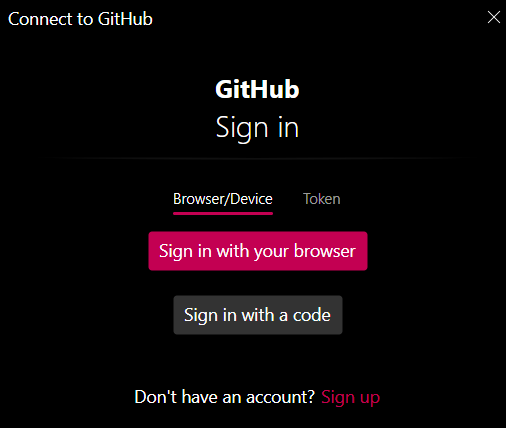 Connect to GitHub
GitHub
Sign in
Browser/Device Token
Sign in with your browser
Sign in with a code
Don't have an account? Sign up